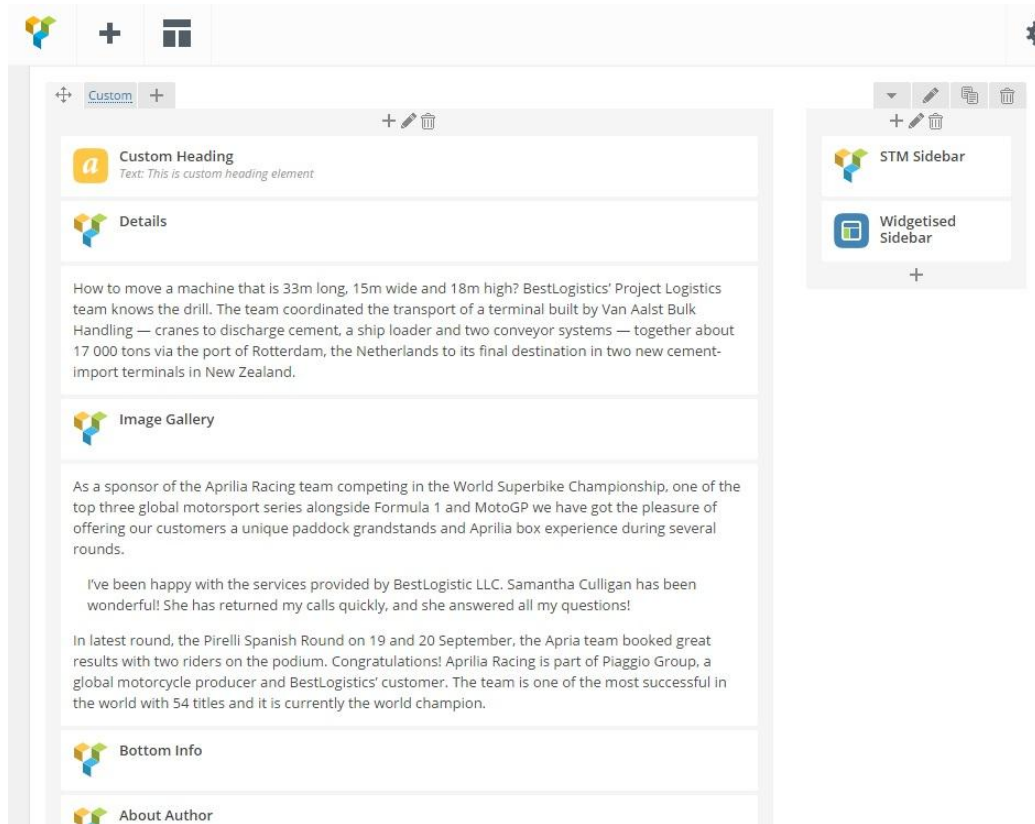 Custom
Custom Heading
Text: This is custom heading element
Details
How to move a machine that is 33m long, 15m wide and 18m high? BestLogistics’ Project Logistics
team knows the drill. The team coordinated the transport of a terminal built by Van Aalst Bulk
Handling — cranes to discharge cement, a ship loader and two conveyor systems — together about
17 000 tons via the port of Rotterdam, the Netherlands to its final destination in two new cement-
import terminals in New Zealand.
Image Gallery
As a sponsor of the Aprilia Racing team competing in the World Superbike Championship, one of the
top three global motorsport series alongside Formula 1 and MotoGP we have got the pleasure of
offering our customers a unique paddock grandstands and Aprilia box experience during several
rounds.
I’ve been happy with the services provided by BestLogistic LLC. Samantha Culligan has been
wonderful! She has returned my calls quickly, and she answered all my questions!
In latest round, the Pirelli Spanish Round on 19 and 20 September, the Apria team booked great
results with two riders on the podium. Congratulations! Aprilia Racing is part of Piaggio Group, a
global motorcycle producer and BestLogistics’ customer. The team is one of the most successful in
the world with 54 titles and it is currently the world champion.
Bottom Info
About Author
STM Sidebar
Widgetised
Sidebar